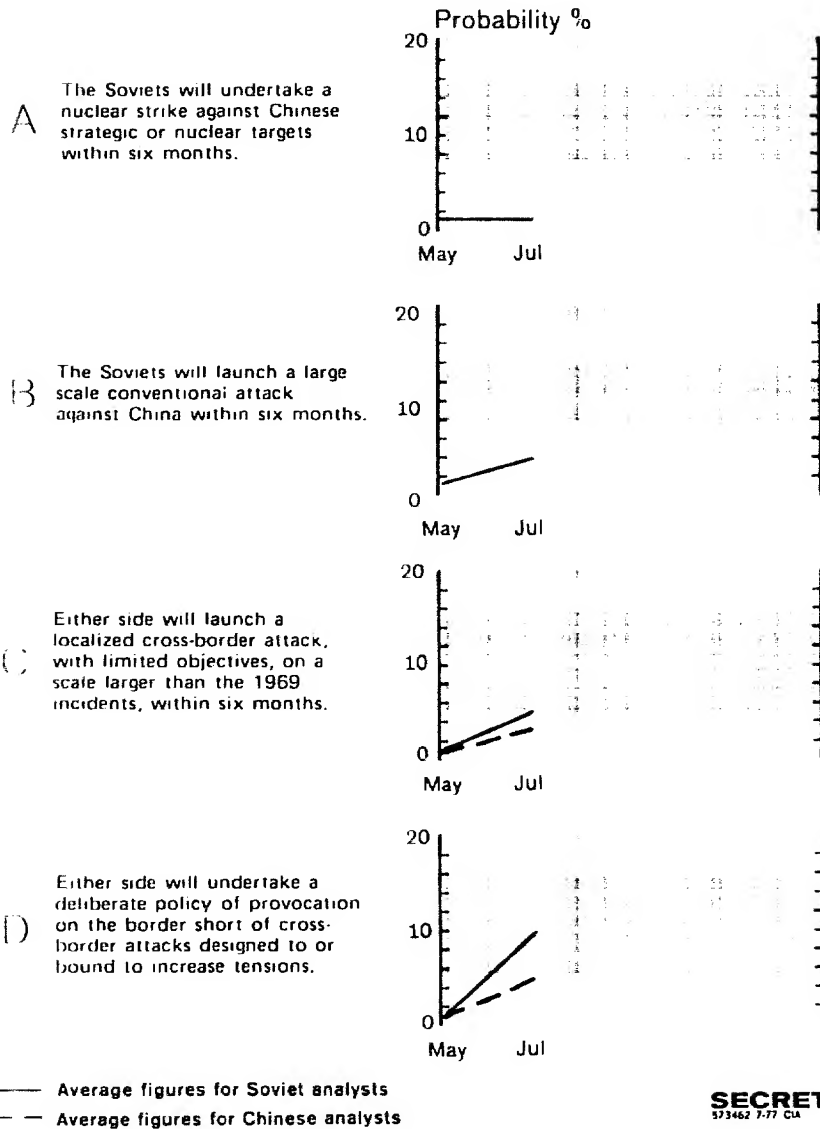 Probability %
20
A
The Soviets will undertake a
nuclear strike against Chinese
strategic or nuclear targets
within six months.
10
0
May Jul
20
B
The Soviets will launch a large
scale conventional attack
against China within six months.
10
0
May Jul
20
C
Either side will launch a
localized cross-border attack,
with limited objectives, on a
scale larger than the 1969
incidents, within six months.
10
0
May Jul
20
D
Either side will undertake a
deliberate policy of provocation
on the border short of cross-
border attacks designed to or
bound to increase tensions.
10
0
May Jul
Average figures for Soviet analysts
Average figures for Chinese analysts
SECRET
573462 7-77 CIA